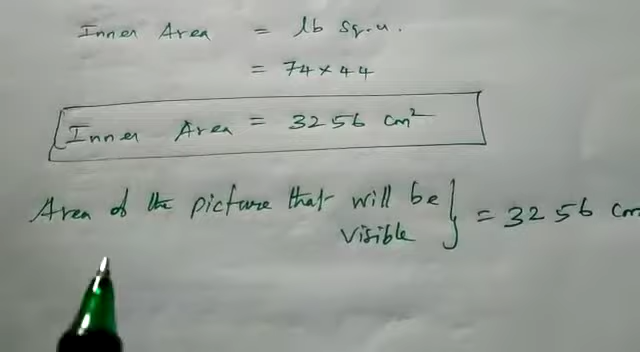 Inner Area = lb sq.u.
= 74×44
Inner Area = 3256 cm²
Area of the picture that will be visible } = 3256 cm